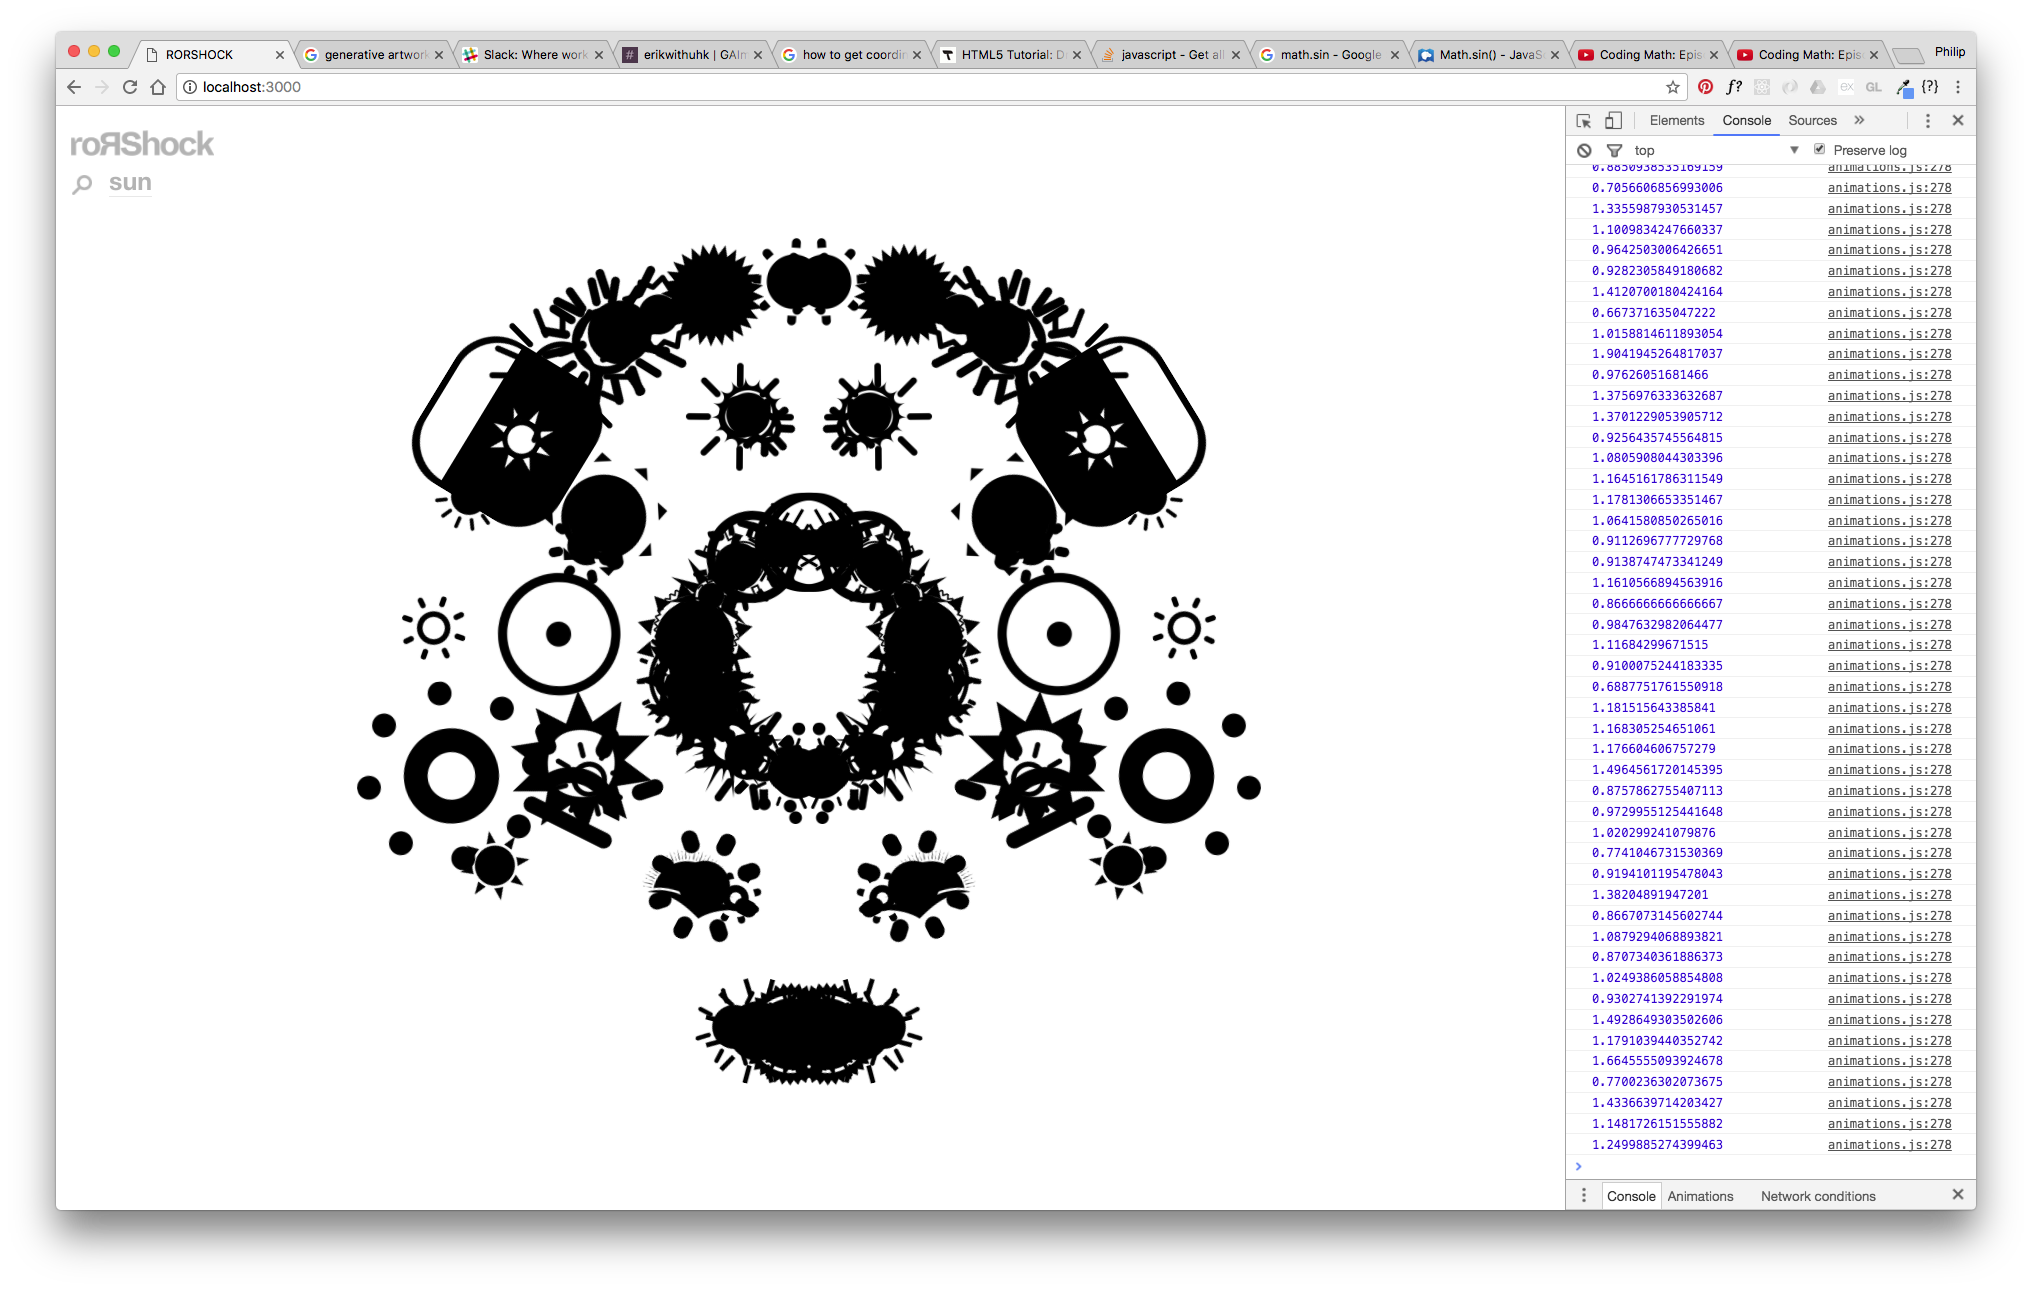 RORSHOCK
generative artwork
Slack: Where work
erikwithuhk | GAIm
how to get coordin
HTML5 Tutorial: D
javascript - Get all
math.sin - Google
Math.sin() - JavaS
Coding Math: Epis
Coding Math: Epis
Philip
localhost:3000
f?
ex
GL
{?}
roЯShock
sun
Elements Console Sources »
top
Preserve log
0.8850938535169159 animations.js:278
0.7056606856993006 animations.js:278
1.3355987930531457 animations.js:278
1.1009834247660337 animations.js:278
0.9642503006426651 animations.js:278
0.9282305849180682 animations.js:278
1.4120700180424164 animations.js:278
0.667371635047222 animations.js:278
1.0158814611893054 animations.js:278
1.9041945264817037 animations.js:278
0.97626051681466 animations.js:278
1.3756976333632687 animations.js:278
1.3701229053905712 animations.js:278
0.9256435745564815 animations.js:278
1.0805908044303396 animations.js:278
1.1645161786311549 animations.js:278
1.1781306653351467 animations.js:278
1.0641580850265016 animations.js:278
0.9112696777729768 animations.js:278
0.9138747473341249 animations.js:278
1.1610566894563916 animations.js:278
0.8666666666666667 animations.js:278
0.9847632982064477 animations.js:278
1.11684299671515 animations.js:278
0.9100075244183335 animations.js:278
0.6887751761550918 animations.js:278
1.181515643385841 animations.js:278
1.168305254651061 animations.js:278
1.176604606757279 animations.js:278
1.4964561720145395 animations.js:278
0.8757862755407113 animations.js:278
0.9729955125441648 animations.js:278
1.020299241079876 animations.js:278
0.7741046731530369 animations.js:278
0.9194101195478043 animations.js:278
1.38204891947201 animations.js:278
0.8667073145602744 animations.js:278
1.0879294068893821 animations.js:278
0.8707340361886373 animations.js:278
1.0249386058854808 animations.js:278
0.9302741392291974 animations.js:278
1.4928649303502606 animations.js:278
1.1791039440352742 animations.js:278
1.6645555093924678 animations.js:278
0.7700236302073675 animations.js:278
1.4336639714203427 animations.js:278
1.1481726151555882 animations.js:278
1.2499885274399463 animations.js:278
Console Animations Network conditions